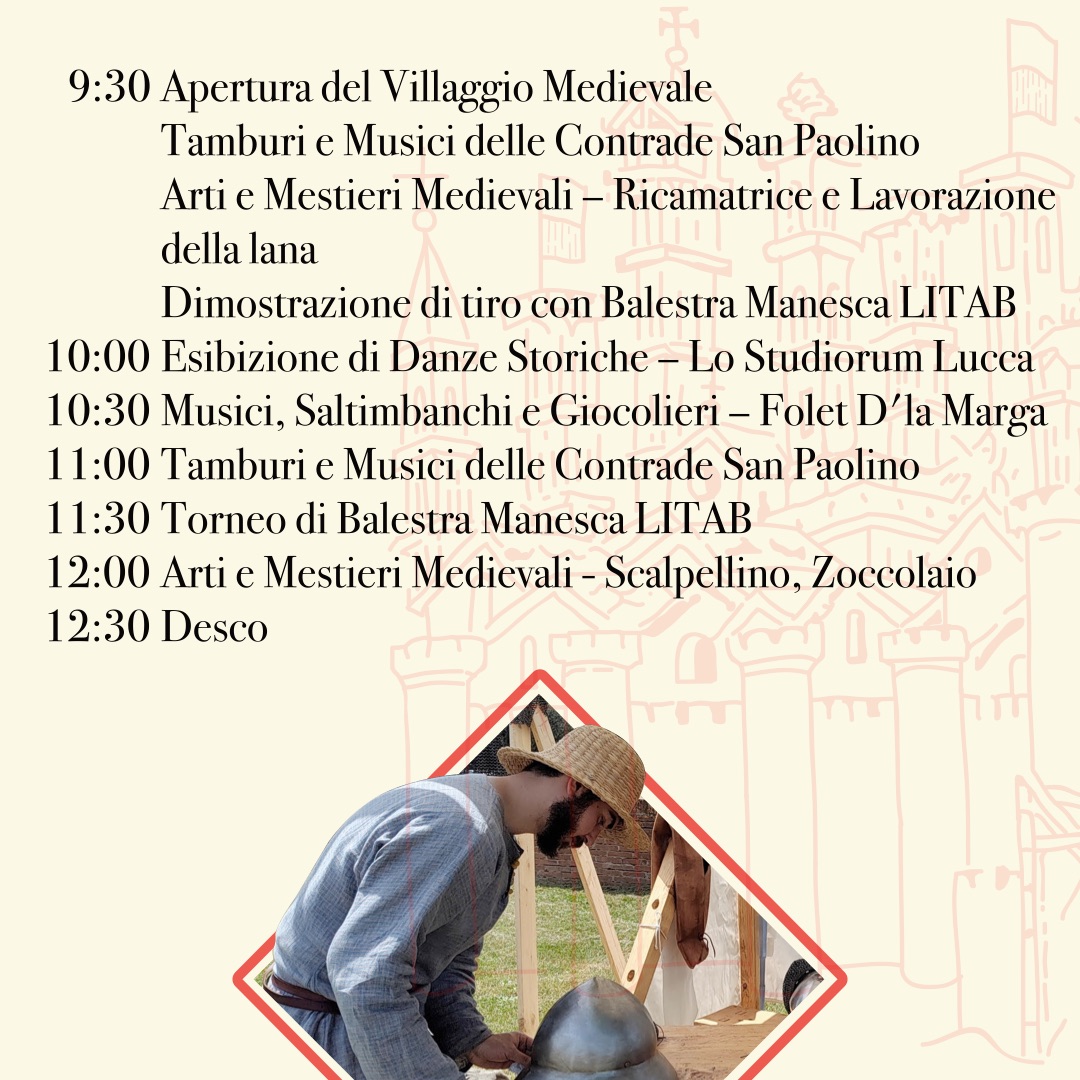 9:30 Apertura del Villaggio Medievale
Tamburi e Musici delle Contrade San Paolino
Arti e Mestieri Medievali – Ricamatrice e Lavorazione
della lana
Dimostrazione di tiro con Balestra Manesca LITAB
10:00 Esibizione di Danze Storiche – Lo Studiorum Lucca
10:30 Musici, Saltimbanchi e Giocolieri – Folet D'la Marga
11:00 Tamburi e Musici delle Contrade San Paolino
11:30 Torneo di Balestra Manesca LITAB
12:00 Arti e Mestieri Medievali - Scalpellino, Zoccolaio
12:30 Desco